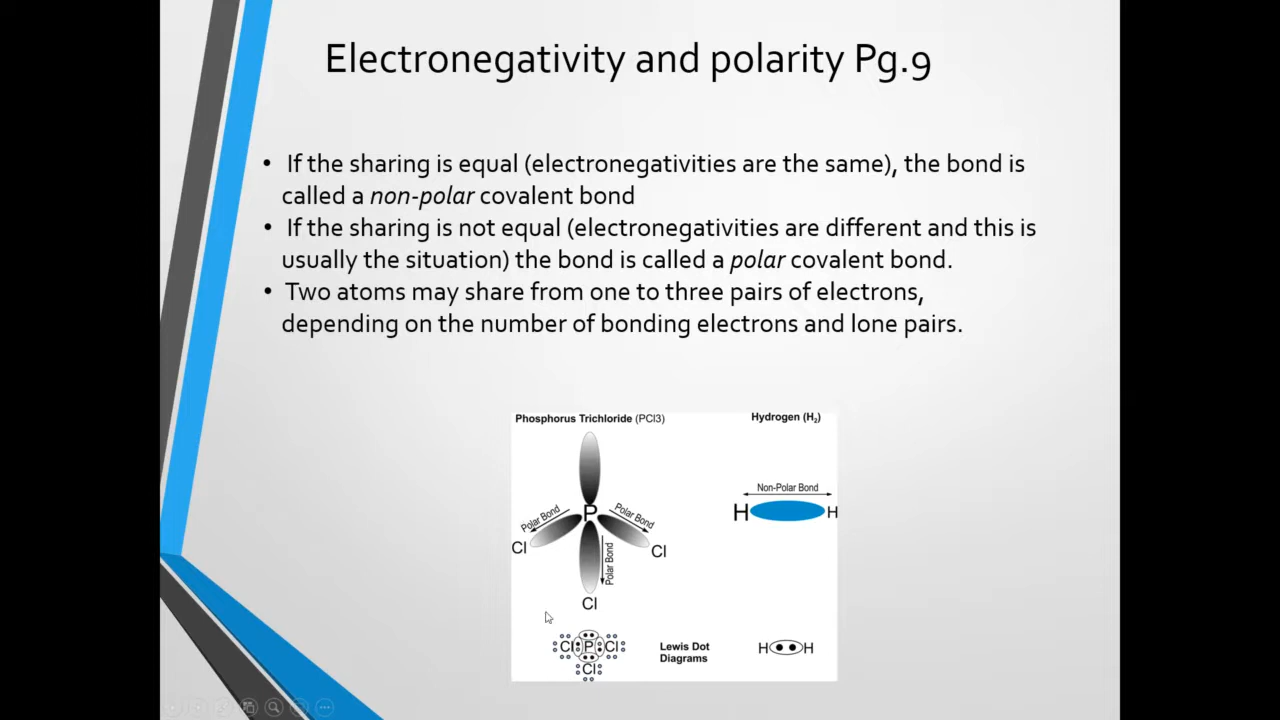 Electronegativity and polarity Pg.9
• If the sharing is equal (electronegativities are the same), the bond is
called a non-polar covalent bond
• If the sharing is not equal (electronegativities are different and this is
usually the situation) the bond is called a polar covalent bond.
• Two atoms may share from one to three pairs of electrons,
depending on the number of bonding electrons and lone pairs.
Phosphorus Trichloride (PCl3)
Hydrogen (H₂)
Non-Polar Bond
H H
P
Polar Bond
Polar Bond
Polar Bond
Cl
Cl
Cl
Cl P Cl
Cl
Lewis Dot
Diagrams
H H